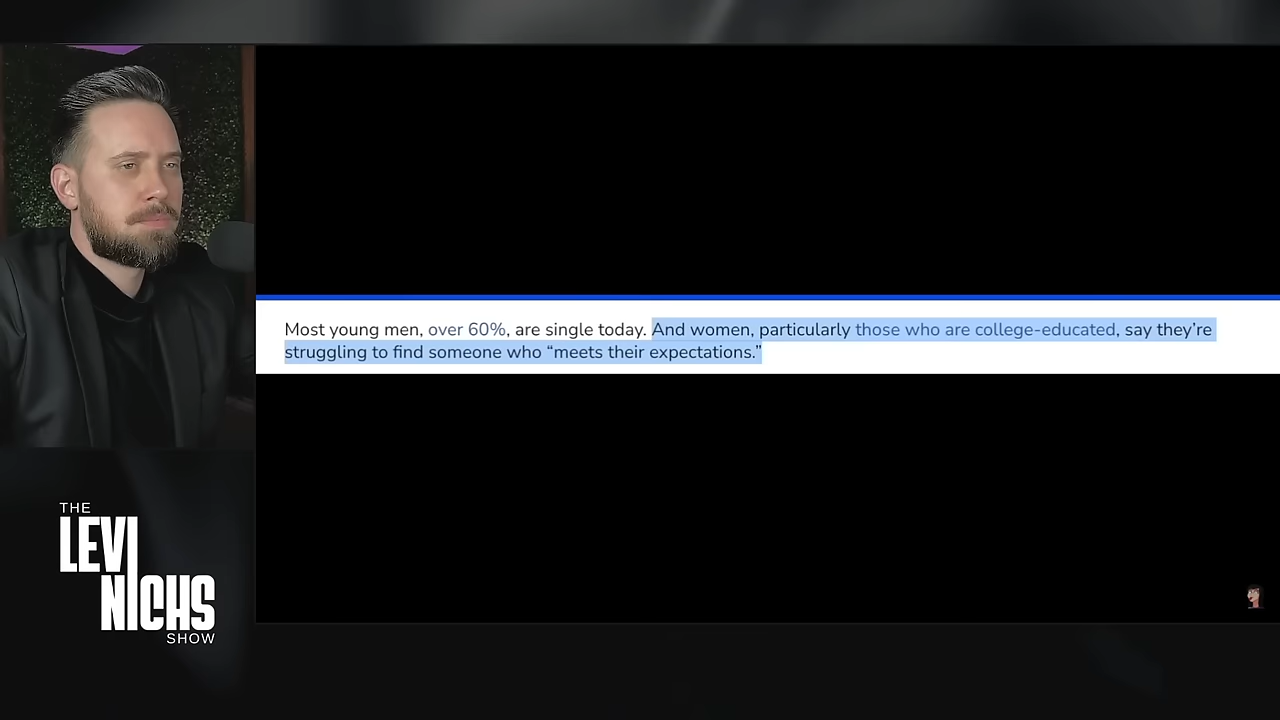 Most young men, over 60%, are single today. And women, particularly those who are college-educated, say they’re
struggling to find someone who “meets their expectations.”
THE
LEVI
NICHS
SHOW